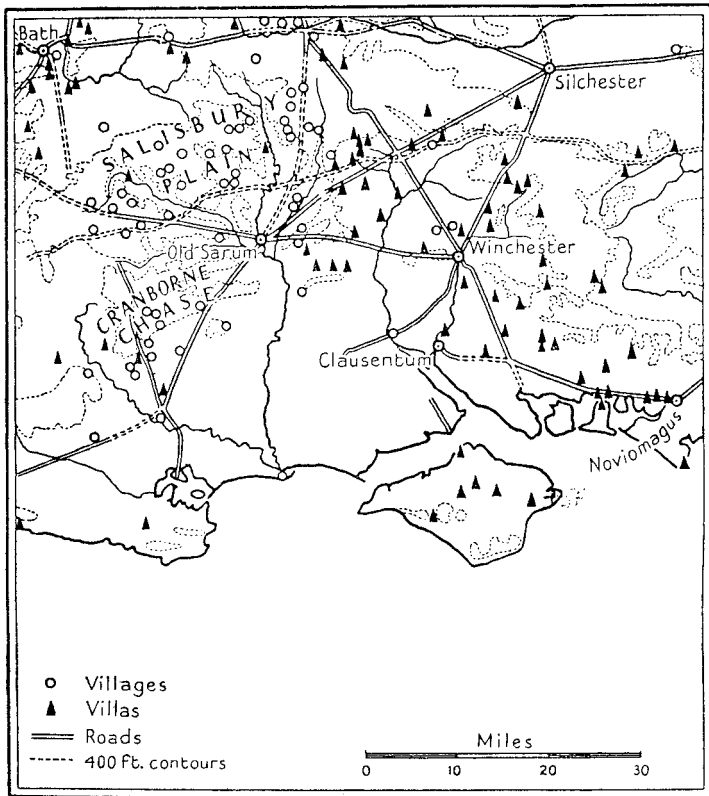 Bath
Silchester
SALISBURY
PLAIN
Old Sarum
Winchester
CRANBORNE
CHASE
Clausentum
Noviomagus
Villages
Villas
Roads
400 ft. contours
Miles
0 10 20 30